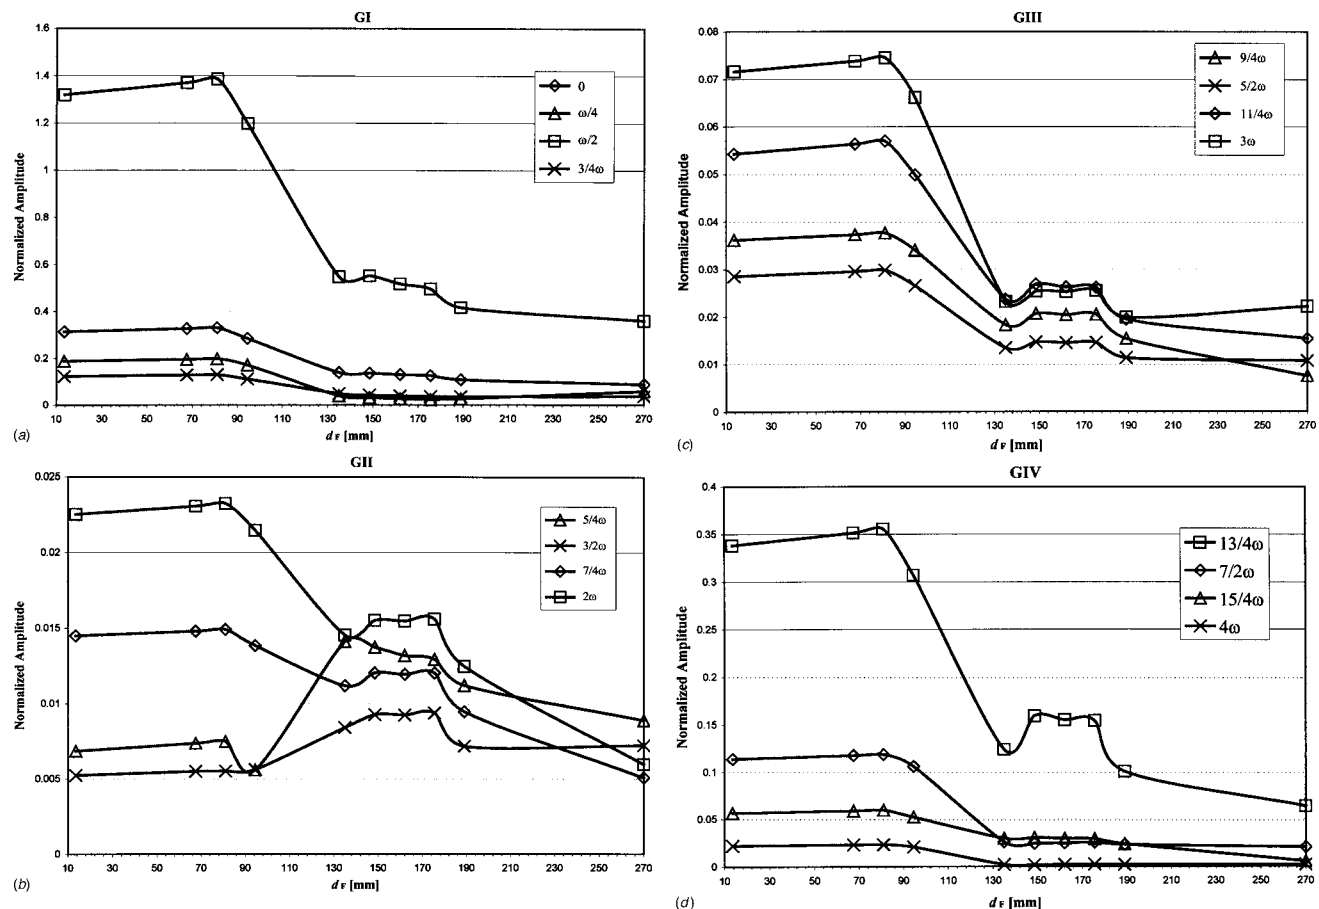 GI
1.6
1.4
1.2
1
0.8
0.6
0.4
0.2
0
Normalized Amplitude
0
ω/4
ω/2
3/4ω
10 30 50 70 90 110 130 150 170 190 210 230 250 270
(a)
d F [mm]
GII
0.025
0.02
0.015
0.01
0.005
0
Normalized Amplitude
5/4ω
3/2ω
7/4ω
2ω
10 30 50 70 90 110 130 150 170 190 210 230 250 270
(b)
d F [mm]
GIII
0.08
0.07
0.06
0.05
0.04
0.03
0.02
0.01
0
Normalized Amplitude
9/4ω
5/2ω
11/4ω
3ω
10 30 50 70 90 110 130 150 170 190 210 230 250 270
(c)
d F [mm]
GIV
0.4
0.35
0.3
0.25
0.2
0.15
0.1
0.05
0
Normalized Amplitude
13/4ω
7/2ω
15/4ω
4ω
10 30 50 70 90 110 130 150 170 190 210 230 250 270
(d)
d F [mm]